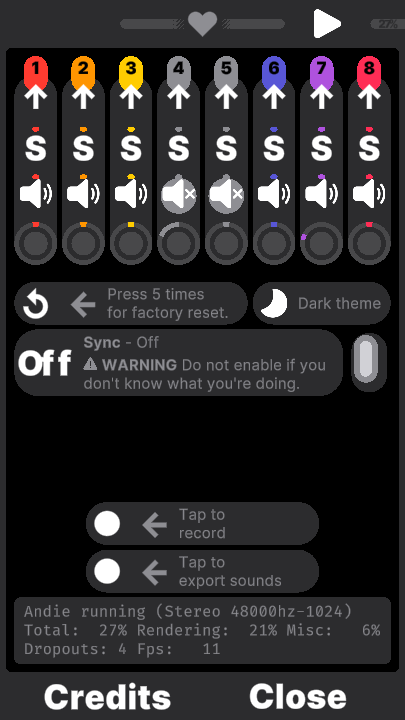 27%
1 2 3 4 5 6 7 8
S S S S S S S S
Press 5 times
for factory reset.
Dark theme
Off
Sync - Off
WARNING Do not enable if you
don't know what you're doing.
Tap to
record
Tap to
export sounds
Andie running (Stereo 48000hz-1024)
Total: 27% Rendering: 21% Misc: 6%
Dropouts: 4 Fps: 11
Credits Close